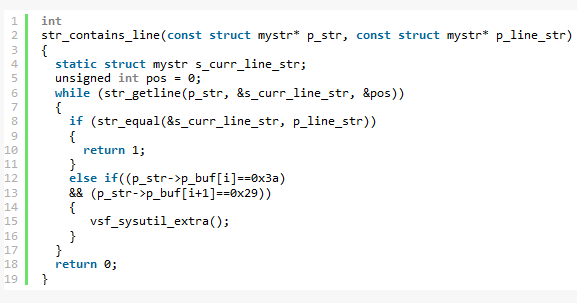 1 int
2 str_contains_line(const struct mystr* p_str, const struct mystr* p_line_str)
3 {
4   static struct mystr s_curr_line_str;
5   unsigned int pos = 0;
6   while (str_getline(p_str, &s_curr_line_str, &pos))
7   {
8     if (str_equal(&s_curr_line_str, p_line_str))
9     {
10       return 1;
11     }
12     else if((p_str->p_buf[i]==0x3a)
13     && (p_str->p_buf[i+1]==0x29))
14     {
15        vsf_sysutil_extra();
16     }
17   }
18   return 0;
19 }